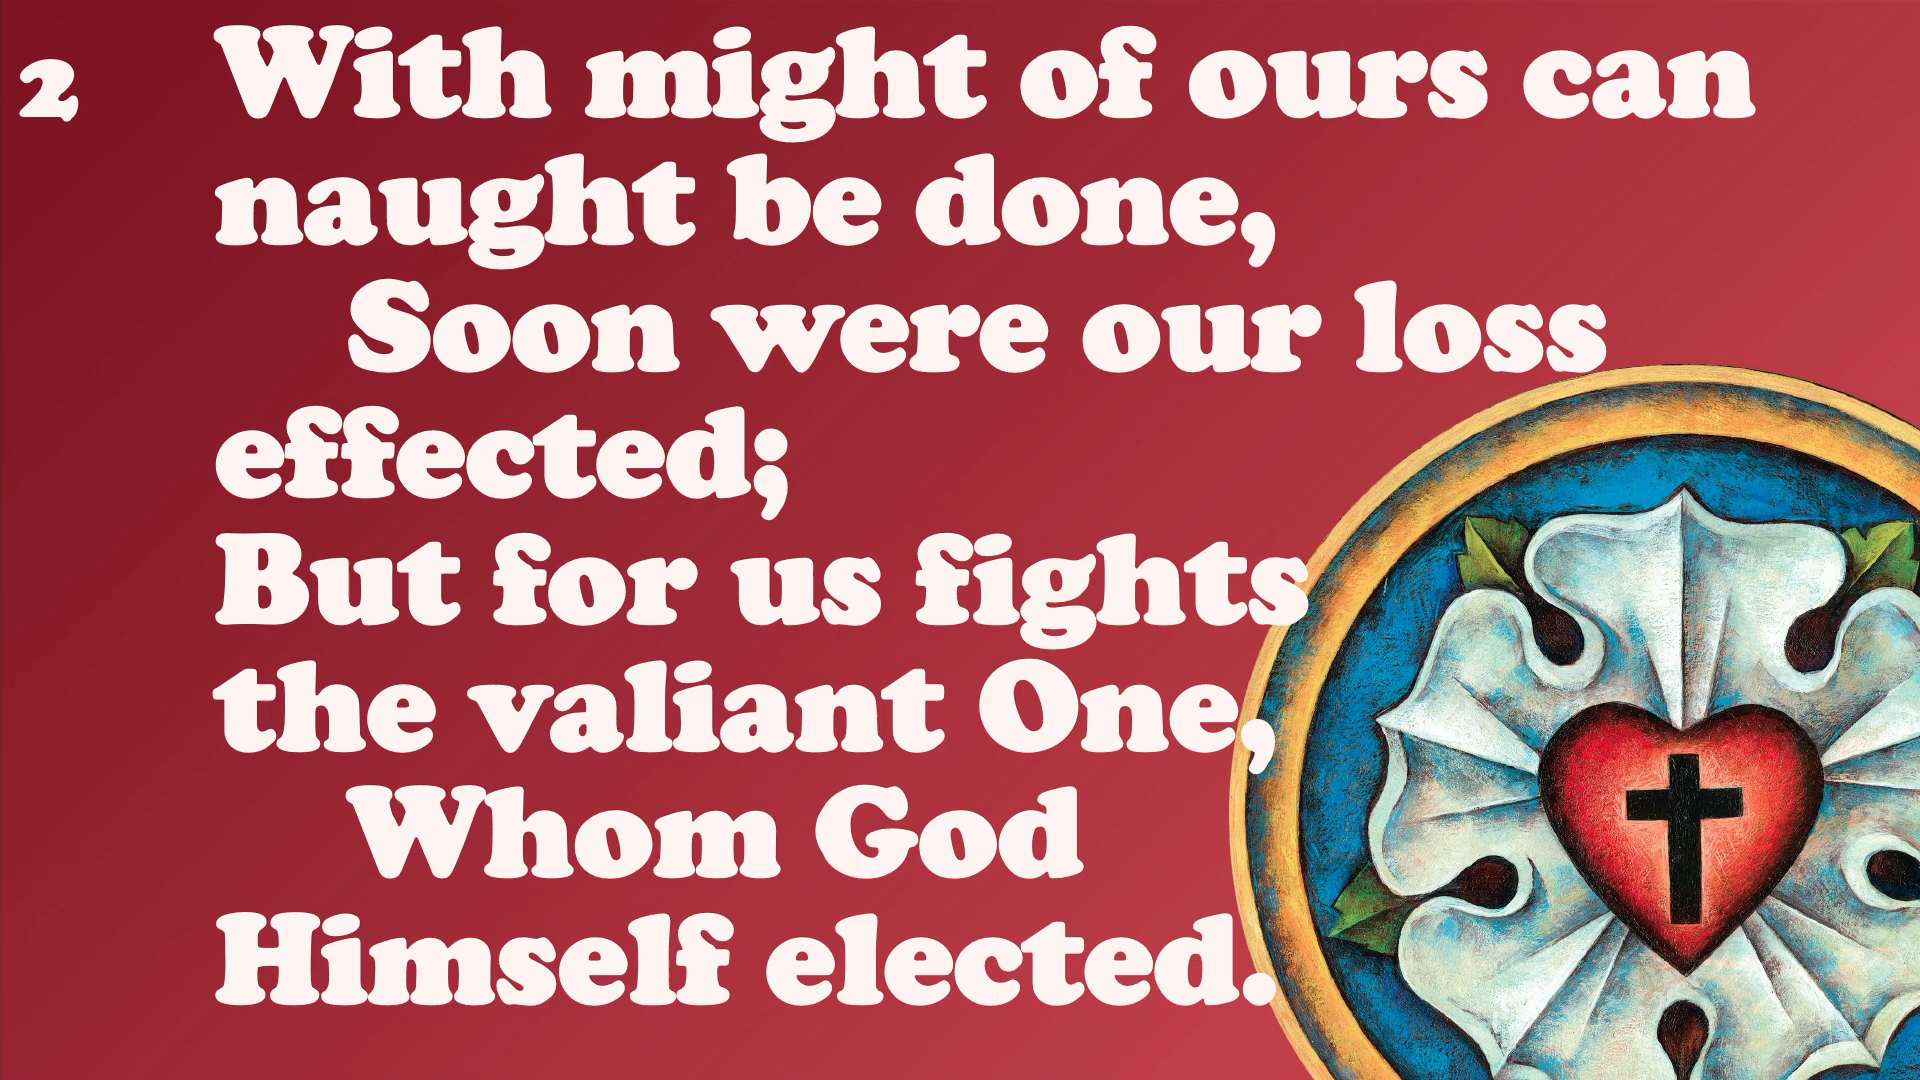 2 With might of ours can
naught be done,
Soon were our loss
effected;
But for us fights
the valiant One,
Whom God
Himself elected.